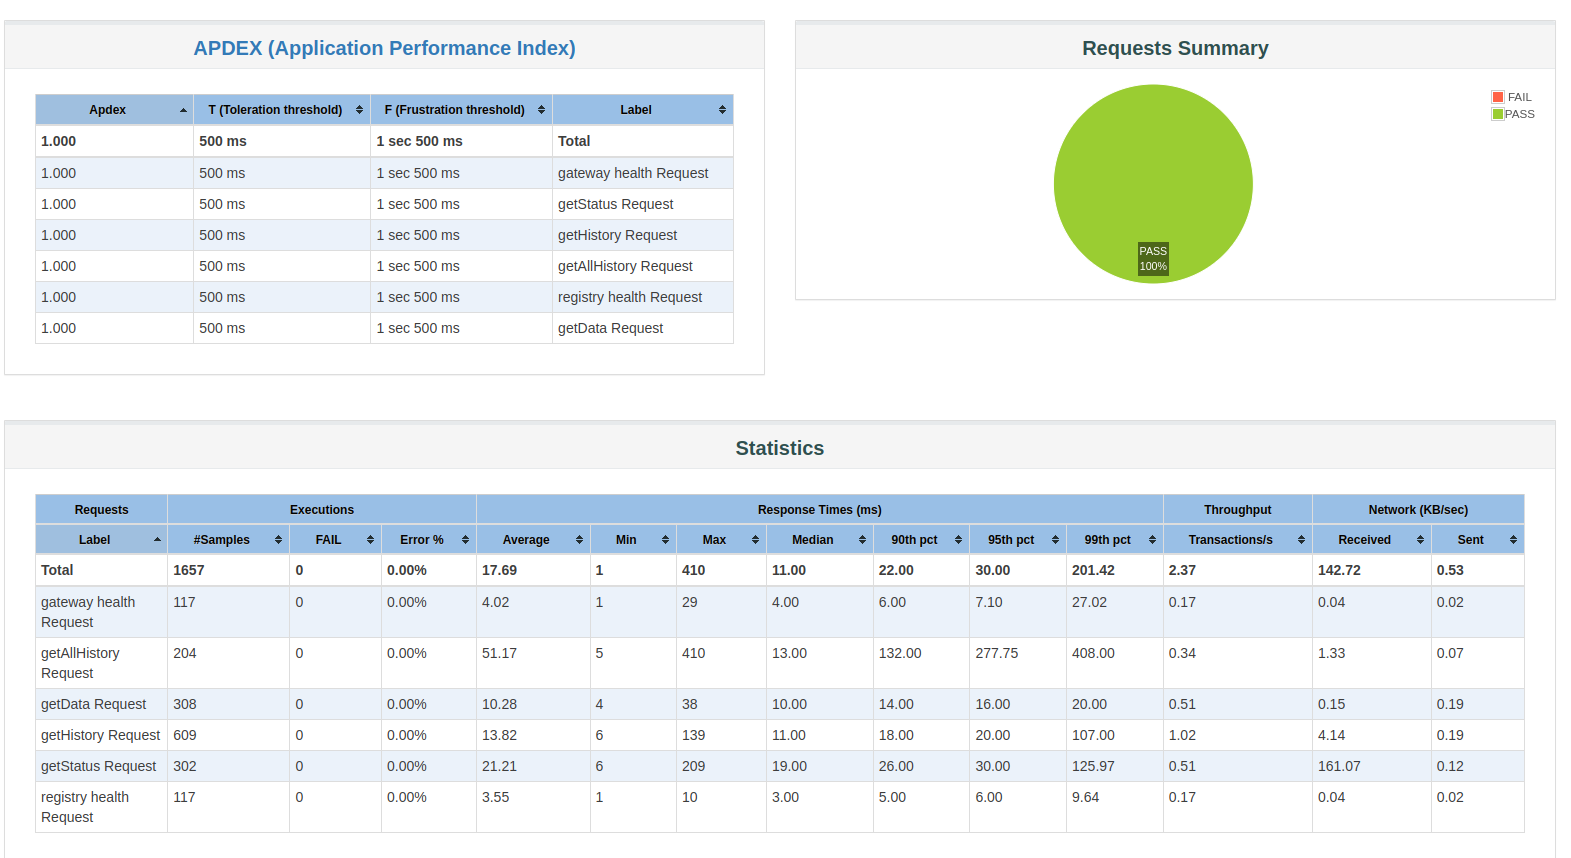 APDEX (Application Performance Index)
Apdex T (Toleration threshold) F (Frustration threshold) Label
1.000 500 ms 1 sec 500 ms Total
1.000 500 ms 1 sec 500 ms gateway health Request
1.000 500 ms 1 sec 500 ms getStatus Request
1.000 500 ms 1 sec 500 ms getHistory Request
1.000 500 ms 1 sec 500 ms getAllHistory Request
1.000 500 ms 1 sec 500 ms registry health Request
1.000 500 ms 1 sec 500 ms getData Request
Requests Summary
FAIL
PASS
PASS
100%
Statistics
Requests Executions Response Times (ms) Throughput Network (KB/sec)
Label #Samples FAIL Error % Average Min Max Median 90th pct 95th pct 99th pct Transactions/s Received Sent
Total 1657 0 0.00% 17.69 1 410 11.00 22.00 30.00 201.42 2.37 142.72 0.53
gateway health 117 0 0.00% 4.02 1 29 4.00 6.00 7.10 27.02 0.17 0.04 0.02
Request
getAllHistory 204 0 0.00% 51.17 5 410 13.00 132.00 277.75 408.00 0.34 1.33 0.07
Request
getData Request 308 0 0.00% 10.28 4 38 10.00 14.00 16.00 20.00 0.51 0.15 0.19
getHistory Request 609 0 0.00% 13.82 6 139 11.00 18.00 20.00 107.00 1.02 4.14 0.19
getStatus Request 302 0 0.00% 21.21 6 209 19.00 26.00 30.00 125.97 0.51 161.07 0.12
registry health 117 0 0.00% 3.55 1 10 3.00 5.00 6.00 9.64 0.17 0.04 0.02
Request